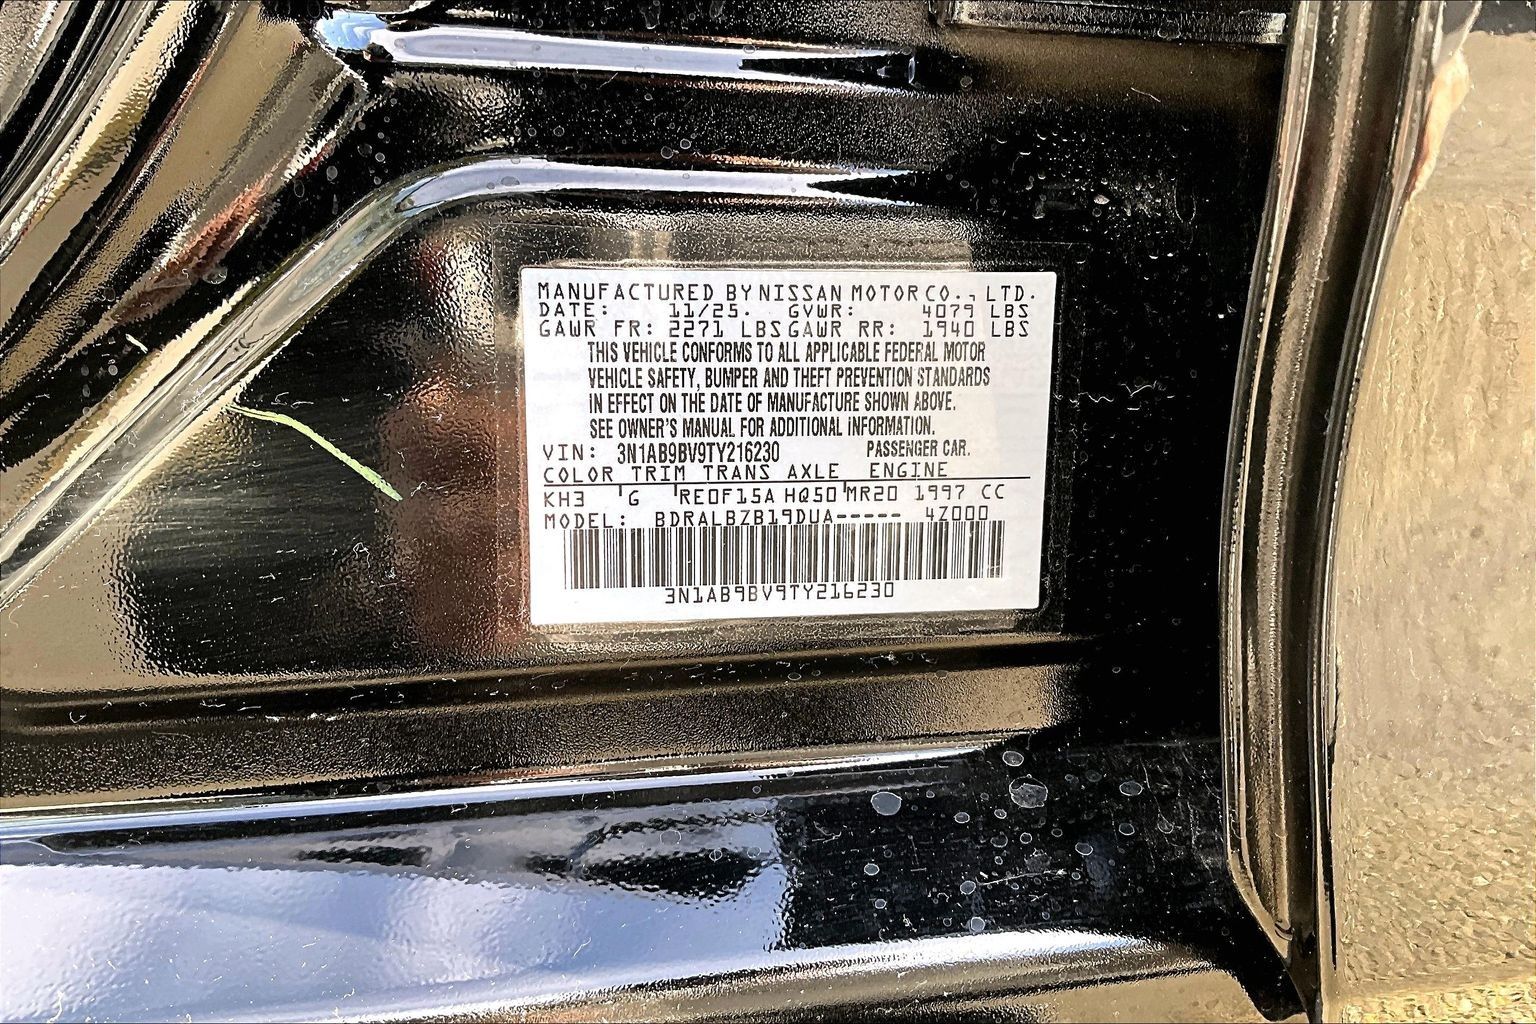 MANUFACTURED BY NISSAN MOTOR CO., LTD.
DATE: 11/25. GVWR: 4079 LBS
GAWR FR: 2271 LBS GAWR RR: 1940 LBS
THIS VEHICLE CONFORMS TO ALL APPLICABLE FEDERAL MOTOR
VEHICLE SAFETY, BUMPER AND THEFT PREVENTION STANDARDS
IN EFFECT ON THE DATE OF MANUFACTURE SHOWN ABOVE.
SEE OWNER'S MANUAL FOR ADDITIONAL INFORMATION.
VIN: 3N1AB9BV9TY216230 PASSENGER CAR.
COLOR TRIM TRANS AXLE ENGINE
KH3 G RE0F15A HQ50 MR20 1997 CC
MODEL: BDRALBZB19DUA----- 4Z000
3N1AB9BV9TY216230